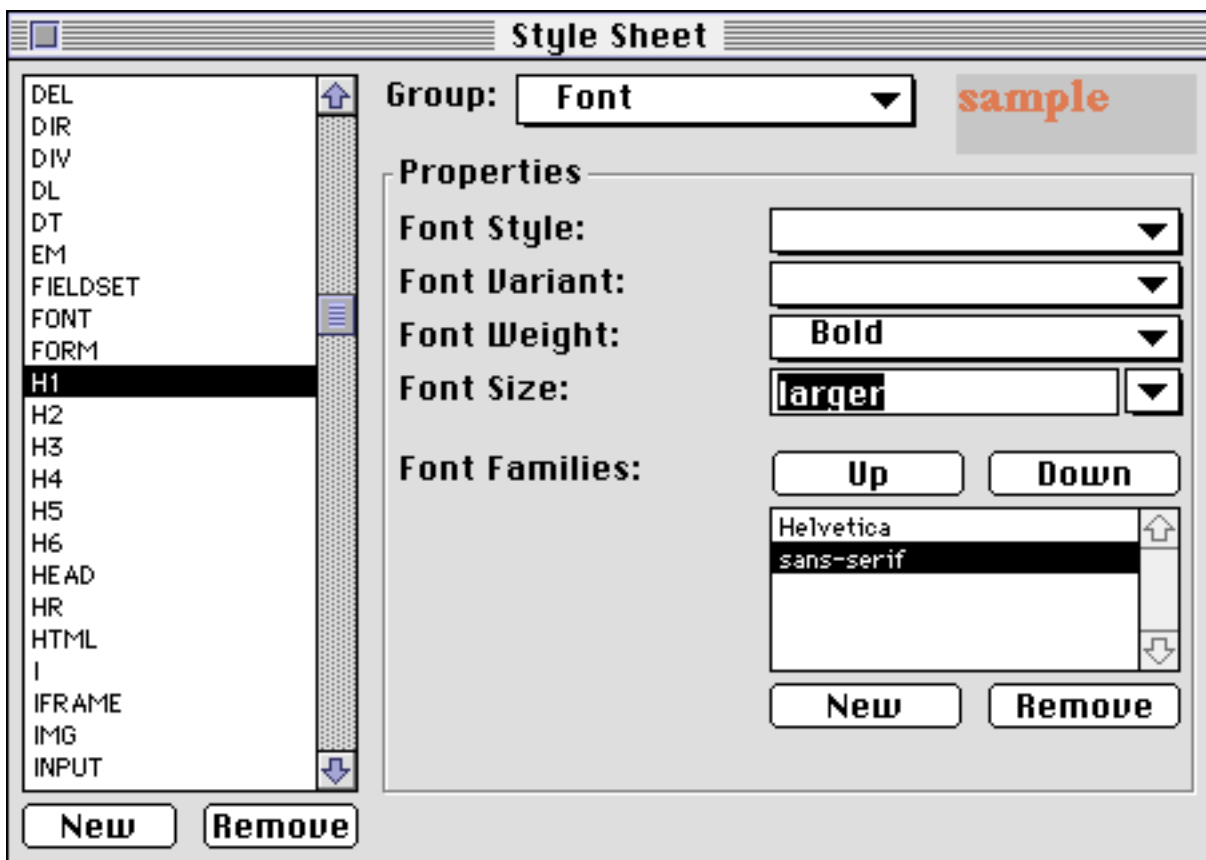 Style Sheet
DEL
DIR
DIV
DL
DT
EM
FIELDSET
FONT
FORM
H1
H2
H3
H4
H5
H6
HEAD
HR
HTML
I
IFRAME
IMG
INPUT
New Remove
Group: Font
sample
Properties
Font Style:
Font Variant:
Font Weight: Bold
Font Size: larger
Font Families: Up Down
Helvetica
sans-serif
New Remove